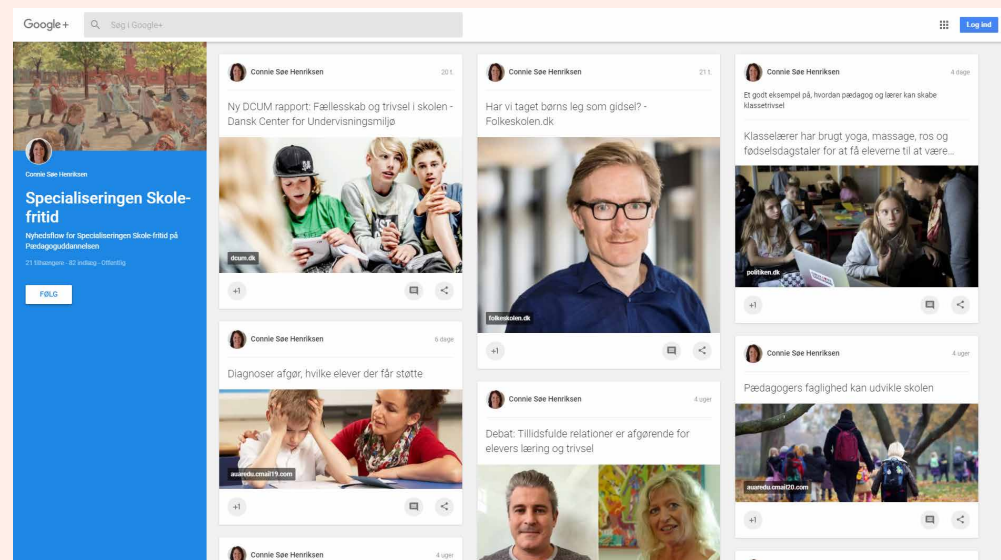 Google+
Søg i Google+
Log ind
Connie Søe Henriksen
Specialiseringen Skole-
fritid
Nyhedsflow for Specialiseringen Skole-fritid på
Pædagoguddannelsen
21 tilhængere - 82 indlæg - Offentlig
FØLG
Connie Søe Henriksen
20 t.
Ny DCUM rapport: Fællesskab og trivsel i skolen -
Dansk Center for Undervisningsmiljø
dcum.dk
+1
Connie Søe Henriksen
6 dage
Diagnoser afgør, hvilke elever der får støtte
auaredu.cmail19.com
+1
Connie Søe Henriksen
4 uger
Connie Søe Henriksen
21 t.
Har vi taget børns leg som gidsel? -
Folkeskolen.dk
folkeskolen.dk
+1
Connie Søe Henriksen
4 uger
Debat: Tillidsfulde relationer er afgørende for
elevers læring og trivsel
Connie Søe Henriksen
4 dage
Et godt eksempel på, hvordan pædagog og lærer kan skabe
klassetrivsel
Klasselærer har brugt yoga, massage, ros og
fødselsdagstaler for at få eleverne til at være...
politiken.dk
+1
Connie Søe Henriksen
4 uger
Pædagogers faglighed kan udvikle skolen
auaredu.cmail20.com
+1